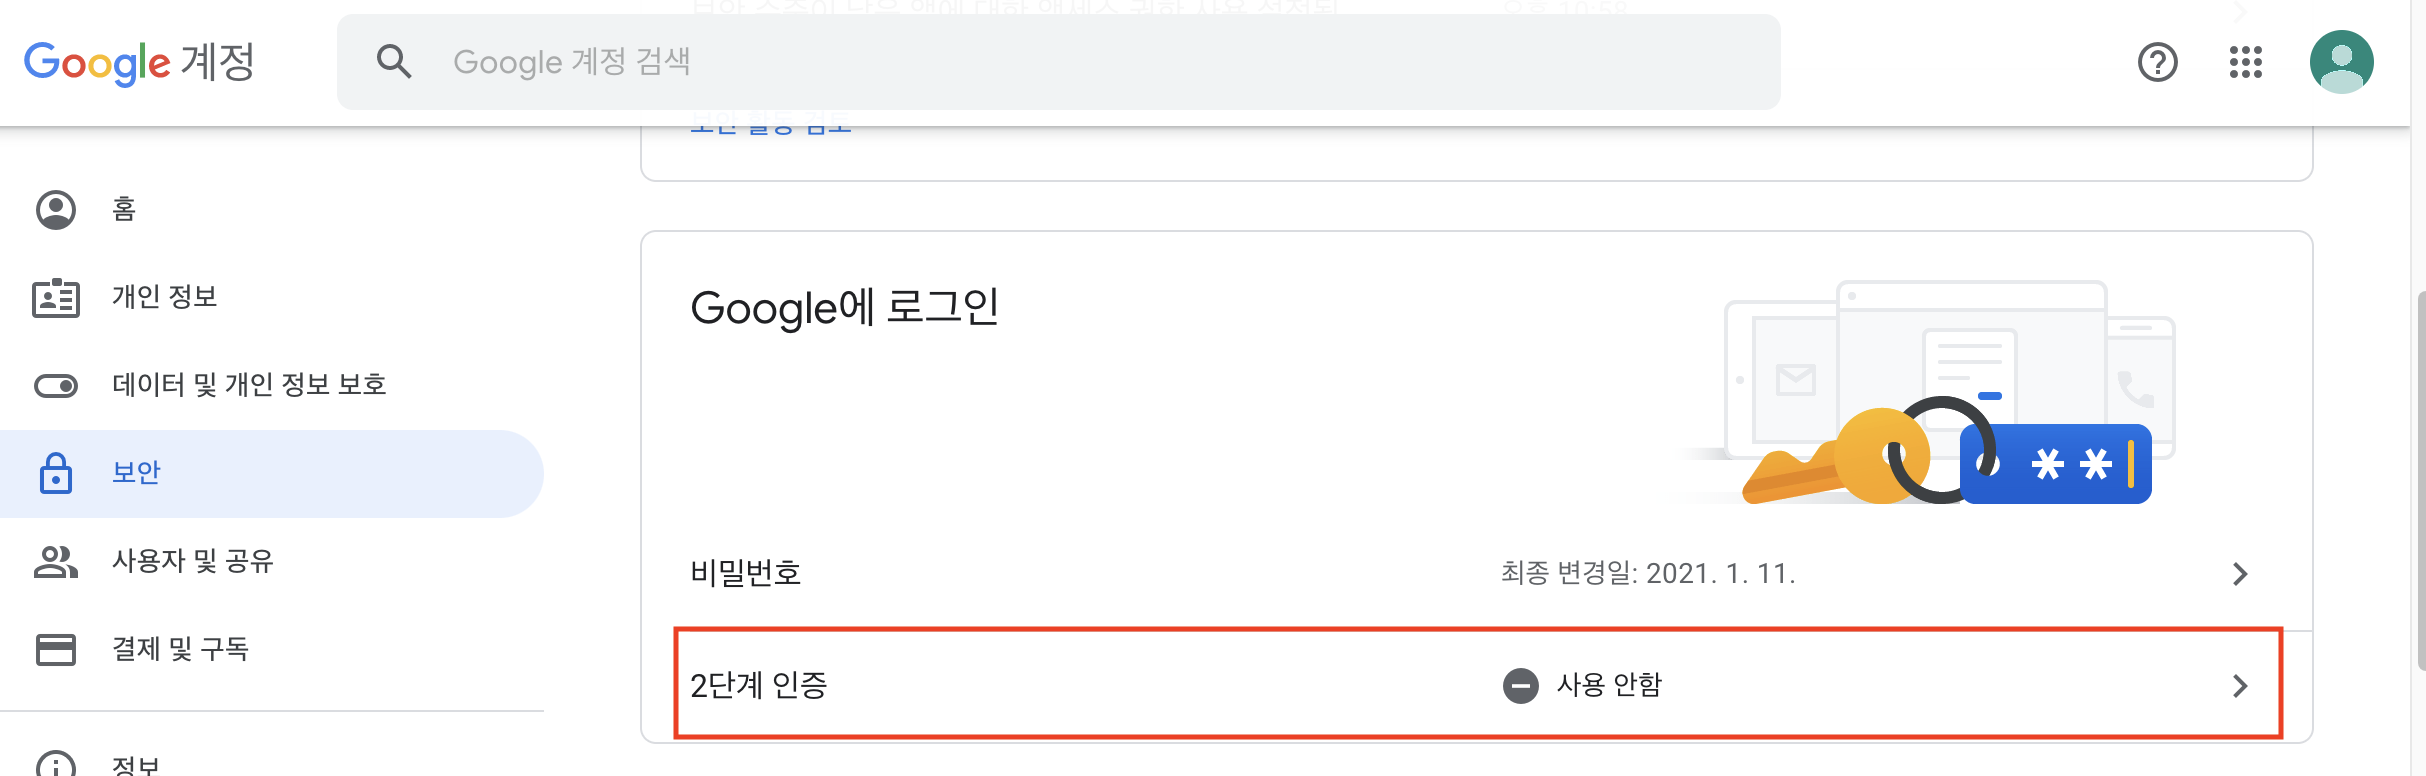 Google 계정
Google 계정 검색
보안 활동 검토
홈
개인 정보
데이터 및 개인 정보 보호
보안
사용자 및 공유
결제 및 구독
정보
Google에 로그인
**
비밀번호
최종 변경일: 2021. 1. 11.
2단계 인증
사용 안함